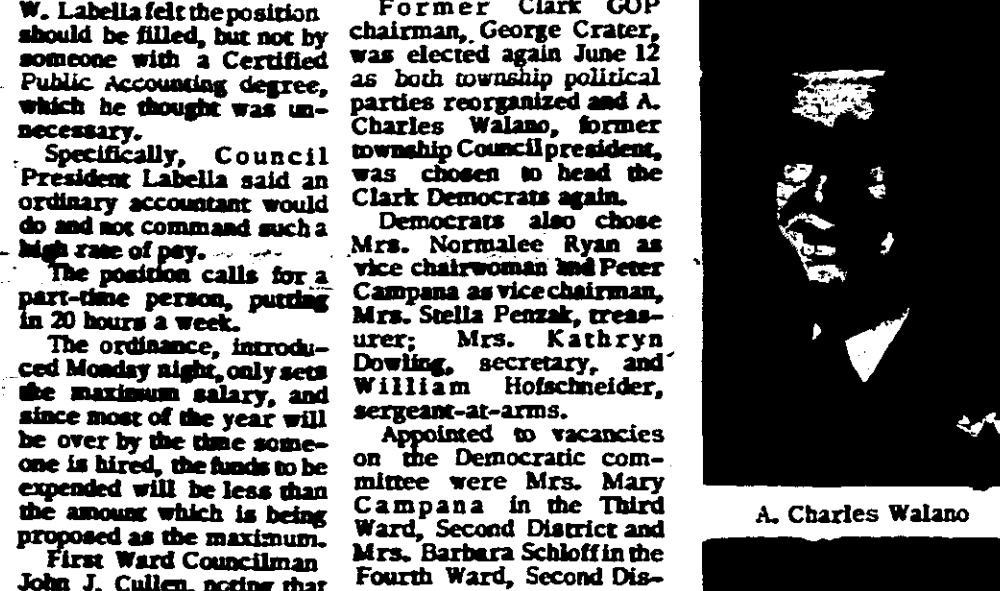 W. Labella felt the position
should be filled, but not by
someone with a Certified
Public Accounting degree,
which he thought was un-
necessary.
Specifically, Council
President Labella said an
ordinary accountant would
do and not command such a
high rate of pay.
The position calls for a
part-time person, putting
in 20 hours a week.
The ordinance, introdu-
ced Monday night, only sets
the maximum salary, and
since most of the year will
be over by the time some-
one is hired, the funds to be
expended will be less than
the amount which is being
proposed as the maximum.
First Ward Councilman
John J. Cullen, noting that
Former Clark GOP
chairman, George Crater,
was elected again June 12
as both township political
parties reorganized and A.
Charles Walano, former
township Council president,
was chosen to head the
Clark Democrats again.
Democrats also chose
Mrs. Normalee Ryan as
vice chairwoman and Peter
Campana as vice chairman,
Mrs. Stella Penzak, treas-
urer; Mrs. Kathryn
Dowling, secretary, and
William Hofschneider,
sergeant-at-arms.
Appointed to vacancies
on the Democratic com-
mittee were Mrs. Mary
Campana in the Third
Ward, Second District and
Mrs. Barbara Schloff in the
Fourth Ward, Second Dis-
A. Charles Walano